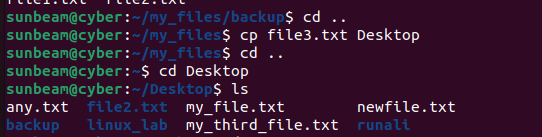 file1.txt file2.txt
sunbeam@cyber:~/my_files/backup$ cd ..
sunbeam@cyber:~/my_files$ cp file3.txt Desktop
sunbeam@cyber:~/my_files$ cd ..
sunbeam@cyber:~$ cd Desktop
sunbeam@cyber:~/Desktop$ ls
any.txt file2.txt my_file.txt newfile.txt
backup linux_lab my_third_file.txt runali